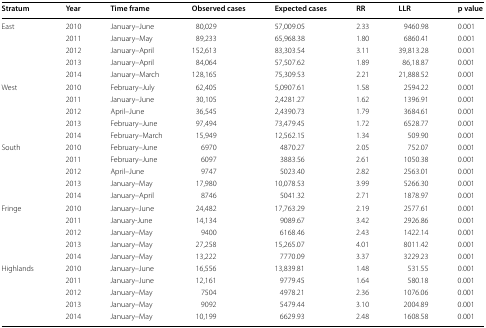 Stratum Year Time frame Observed cases Expected cases RR LLR p value
East 2010 January–June 80,029 57,009.05 2.33 9460.98 0.001
2011 January–May 89,233 65,968.38 1.80 6860.41 0.001
2012 January–April 152,613 83,303.54 3.11 39,813.28 0.001
2013 January–April 84,064 57,507.62 1.89 86,18.87 0.001
2014 January–March 128,165 75,309.53 2.21 21,888.52 0.001
West 2010 February–July 62,405 5,0907.61 1.58 2594.22 0.001
2011 January–June 30,105 2,4281.27 1.62 1396.91 0.001
2012 April–June 36,545 2,4390.73 1.79 3684.61 0.001
2013 February–June 97,494 73,479.45 1.72 6528.77 0.001
2014 February–March 15,949 12,562.15 1.34 509.90 0.001
South 2010 February–June 6970 4870.27 2.05 752.07 0.001
2011 February–June 6097 3883.56 2.61 1050.38 0.001
2012 April–June 9747 5023.40 2.82 2563.01 0.001
2013 January–May 17,980 10,078.53 3.99 5266.30 0.001
2014 January–April 8746 5041.32 2.71 1878.97 0.001
Fringe 2010 January–June 24,482 17,763.29 2.19 2577.61 0.001
2011 January-June 14,134 9089.67 3.42 2926.86 0.001
2012 January–May 9400 6168.46 2.43 1422.14 0.001
2013 January–May 27,258 15,265.07 4.01 8011.42 0.001
2014 January–May 13,222 7770.09 3.37 3229.23 0.001
Highlands 2010 January–June 16,556 13,839.81 1.48 531.55 0.001
2011 January–June 12,161 9779.45 1.64 580.18 0.001
2012 January–May 7504 4978.21 2.36 1076.06 0.001
2013 January–May 9092 5479.44 3.10 2004.89 0.001
2014 January–May 10,199 6629.93 2.48 1608.58 0.001